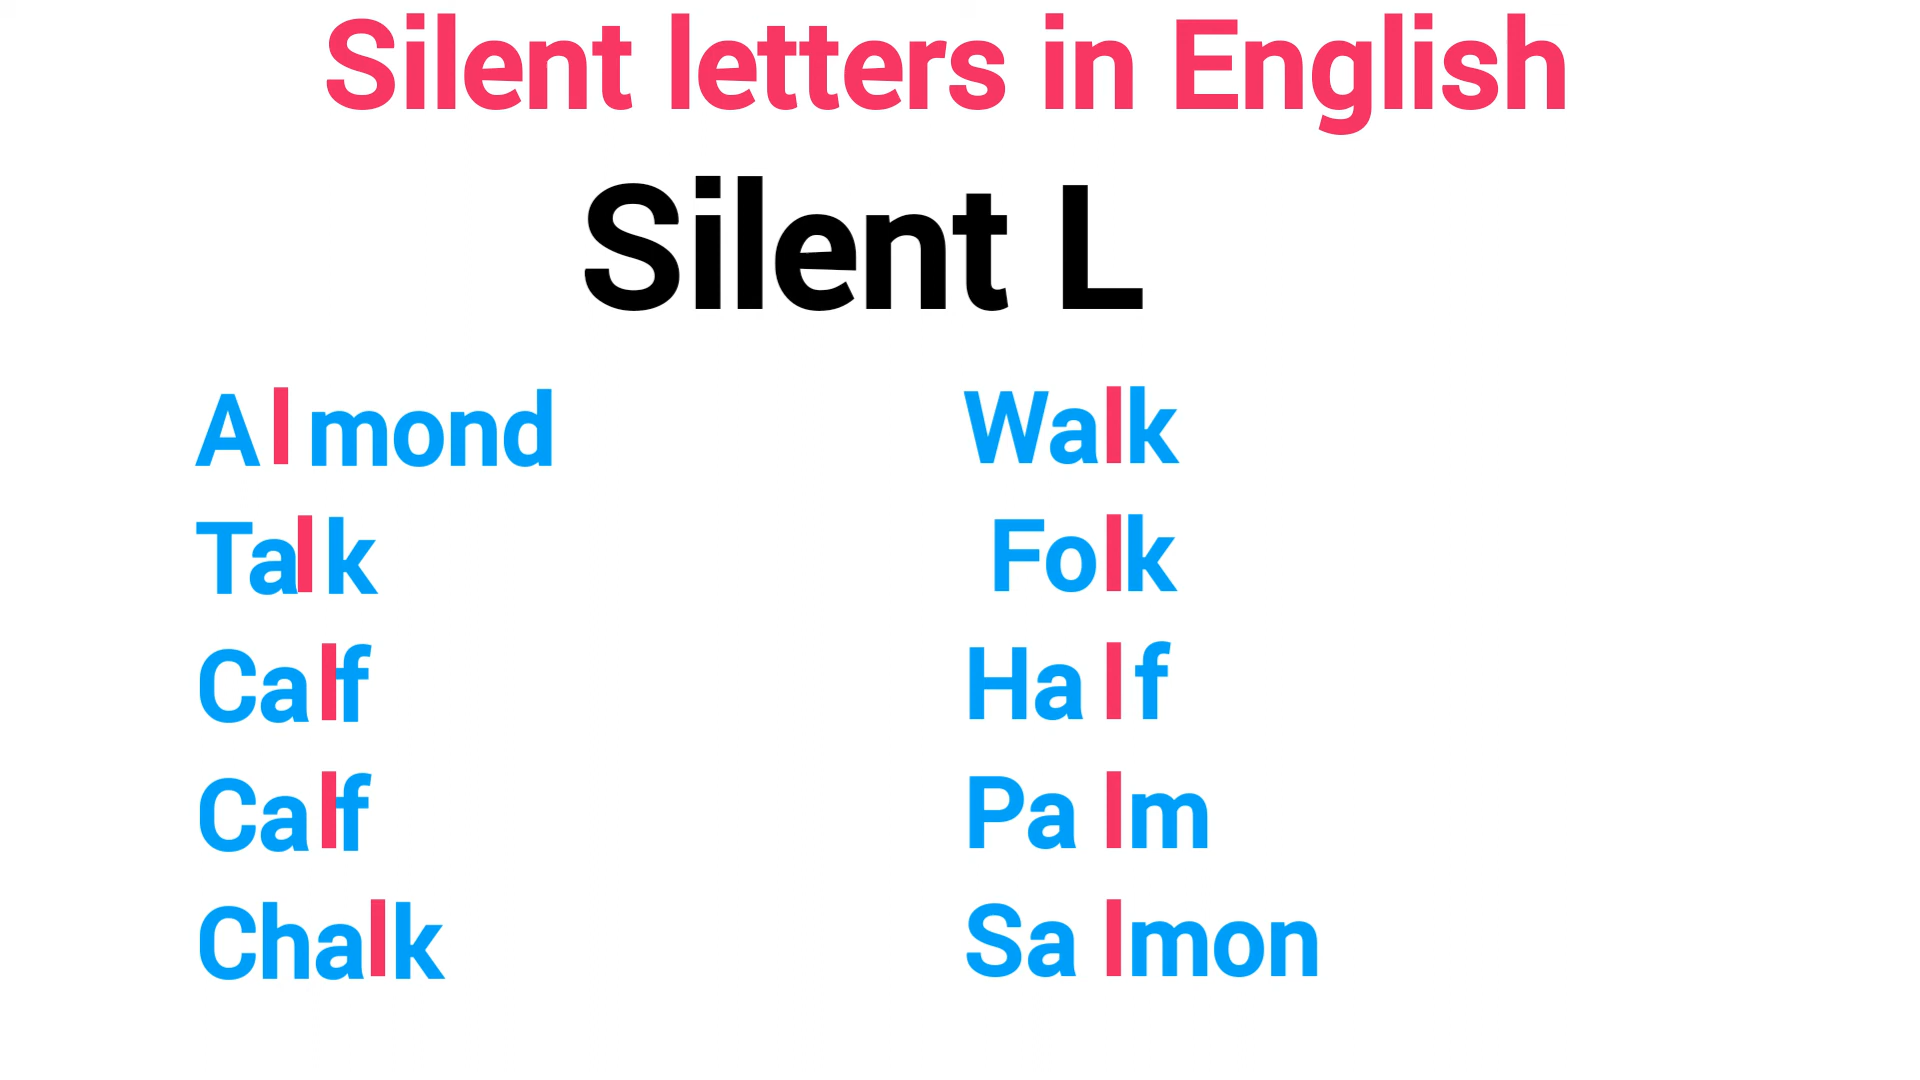 Silent letters in English
Silent L
Almond
Talk
Calf
Calf
Chalk
Walk
Folk
Half
Palm
Salmon